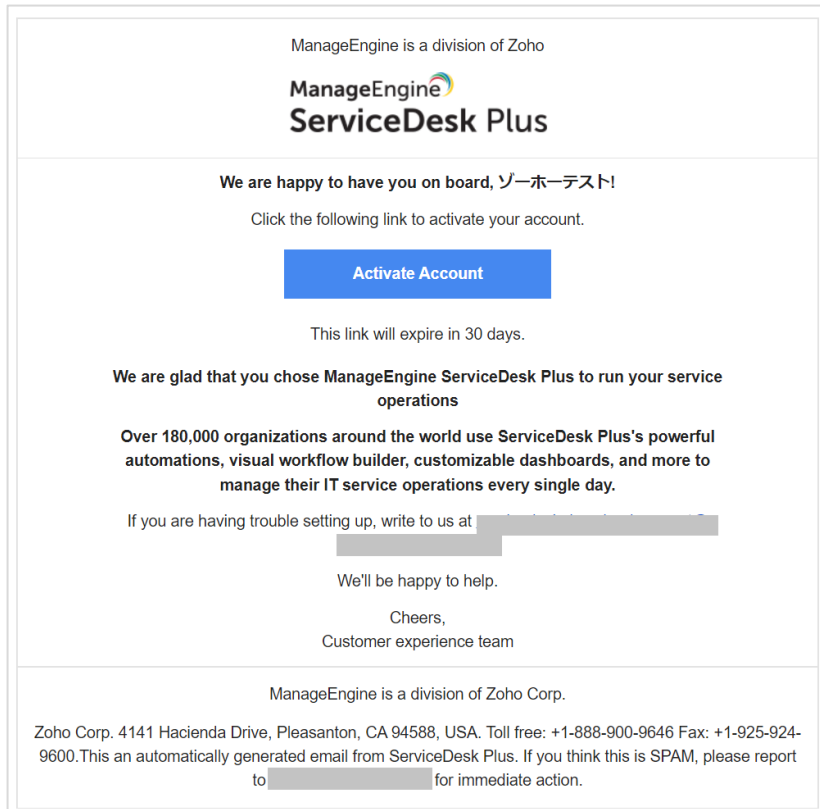 ManageEngine is a division of Zoho
ManageEngine
ServiceDesk Plus
We are happy to have you on board, ゾーホーテスト!
Click the following link to activate your account.
Activate Account
This link will expire in 30 days.
We are glad that you chose ManageEngine ServiceDesk Plus to run your service
operations
Over 180,000 organizations around the world use ServiceDesk Plus's powerful
automations, visual workflow builder, customizable dashboards, and more to
manage their IT service operations every single day.
If you are having trouble setting up, write to us at
We'll be happy to help.
Cheers,
Customer experience team
ManageEngine is a division of Zoho Corp.
Zoho Corp. 4141 Hacienda Drive, Pleasanton, CA 94588, USA. Toll free: +1-888-900-9646 Fax: +1-925-924-
9600.This an automatically generated email from ServiceDesk Plus. If you think this is SPAM, please report
to for immediate action.